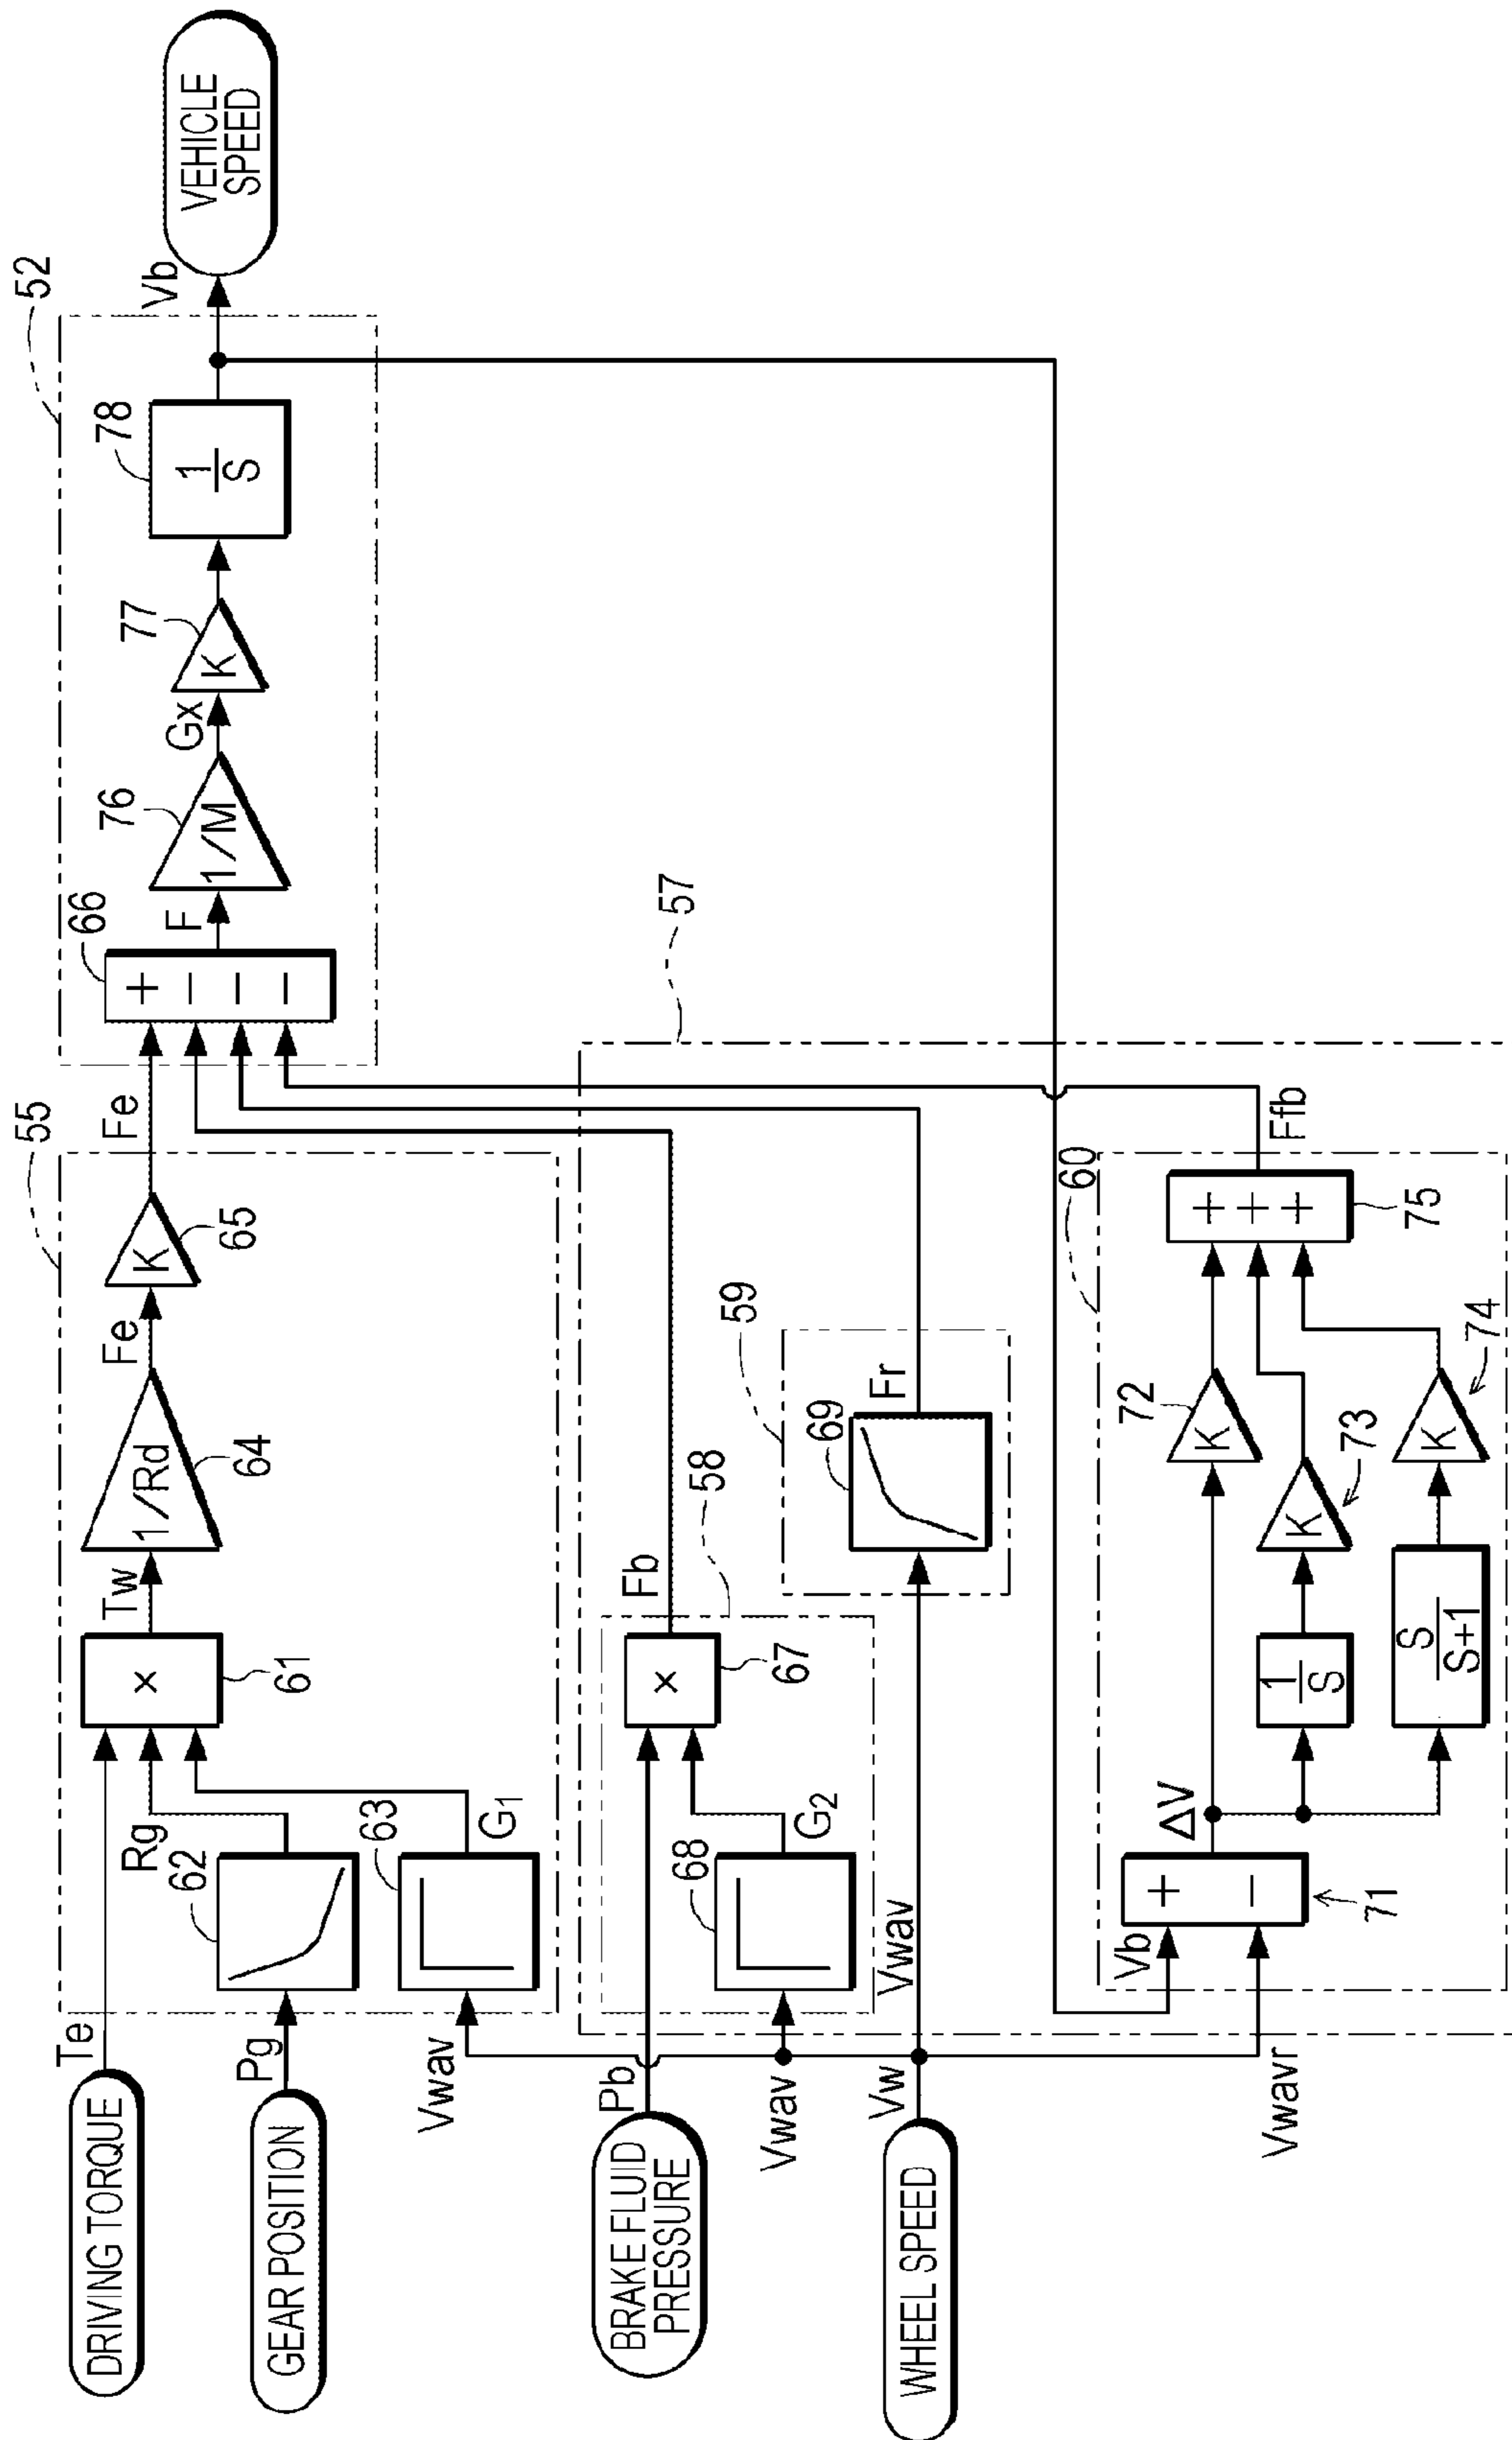 DRIVING TORQUE
Te
GEAR POSITION
Pg
Rg
62
63
G1
Vwav
×
61
Tw
1/Rd
64
Fe
K
65
Fe
55
66
+
−
−
−
F
1/M
76
Gx
K
77
1
S
78
Vb
52
VEHICLE
SPEED
BRAKE FLUID
PRESSURE
Pb
Vwav
68
G2
×
67
Fb
58
WHEEL SPEED
Vw
Vwav
69
Fr
59
57
Vwavr
Vb
+
−
71
ΔV
K
72
1
S
K
73
S
S+1
K
74
+
+
+
75
Ffb
60